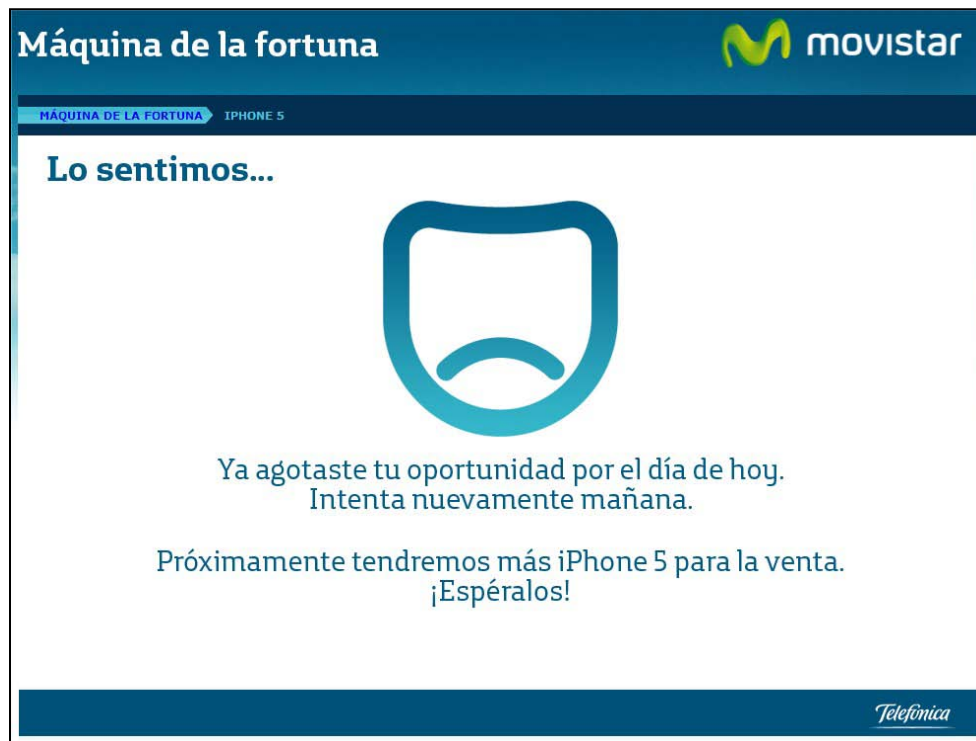 Máquina de la fortuna
movistar
MÁQUINA DE LA FORTUNA
IPHONE 5
Lo sentimos...
Ya agotaste tu oportunidad por el día de hoy.
Intenta nuevamente mañana.
Próximamente tendremos más iPhone 5 para la venta.
¡Espéralos!
Telefónica